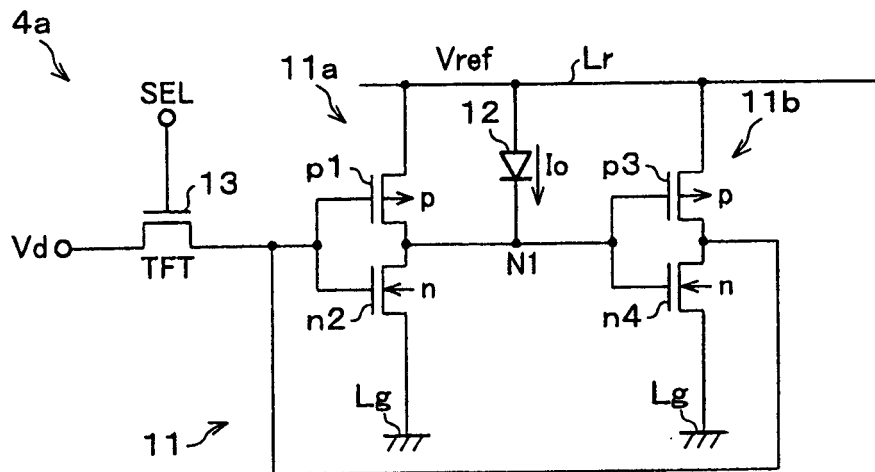 4a
SEL
13
Vd
TFT
11a
Vref
Lr
12
Io
11b
p1
p
p3
p
N1
n2
n
n4
n
Lg
Lg
11